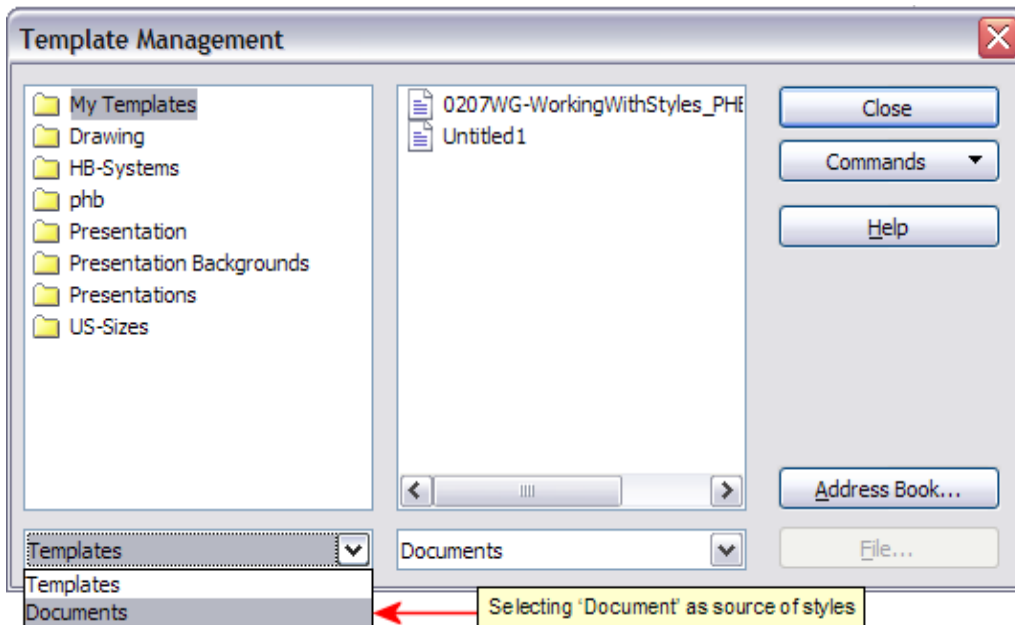 Template Management
My Templates
Drawing
HB-Systems
phb
Presentation
Presentation Backgrounds
Presentations
US-Sizes
0207WG-WorkingWithStyles_PHB
Untitled1
Close
Commands
Help
Address Book...
File...
Templates
Documents
Templates
Documents
Selecting ‘Document’ as source of styles